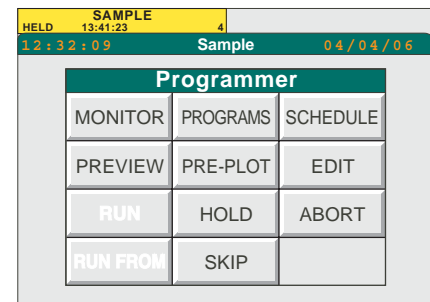 SAMPLE
HELD 13:41:23 4
12:32:09 Sample 04/04/06
Programmer
MONITOR PROGRAMS SCHEDULE
PREVIEW PRE-PLOT EDIT
RUN HOLD ABORT
RUN FROM SKIP